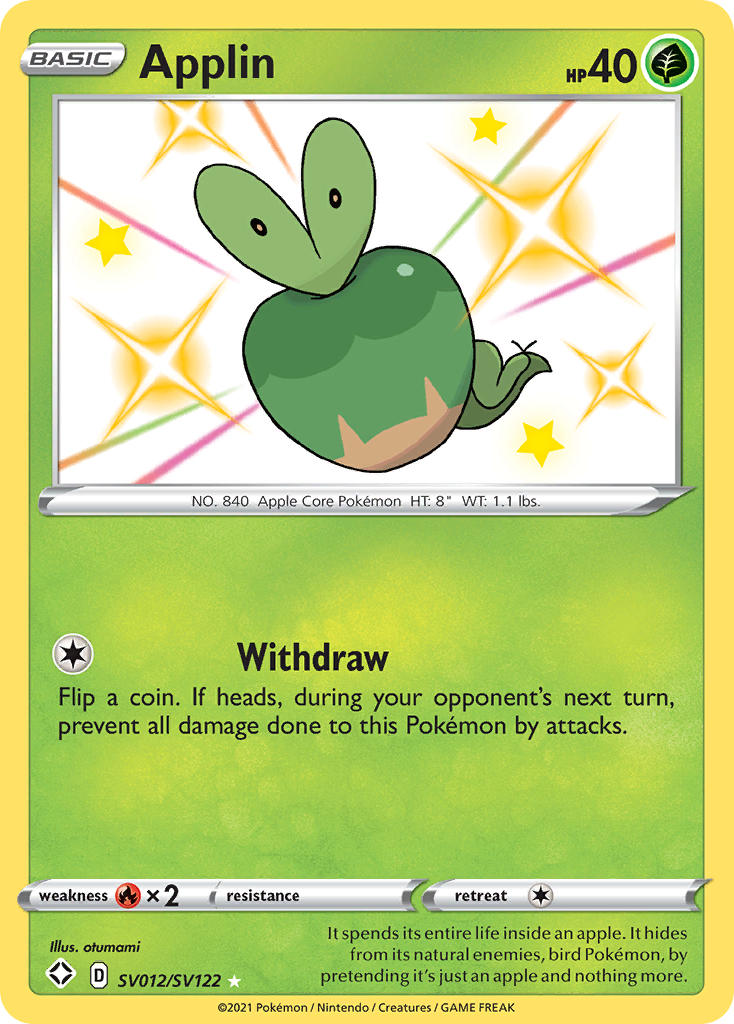 BASIC Applin HP40
NO. 840 Apple Core Pokémon HT: 8" WT: 1.1 lbs.
Withdraw
Flip a coin. If heads, during your opponent's next turn,
prevent all damage done to this Pokémon by attacks.
weakness ×2 resistance retreat
It spends its entire life inside an apple. It hides
from its natural enemies, bird Pokémon, by
pretending it's just an apple and nothing more.
Illus. otumami
D SV012/SV122
©2021 Pokémon / Nintendo / Creatures / GAME FREAK